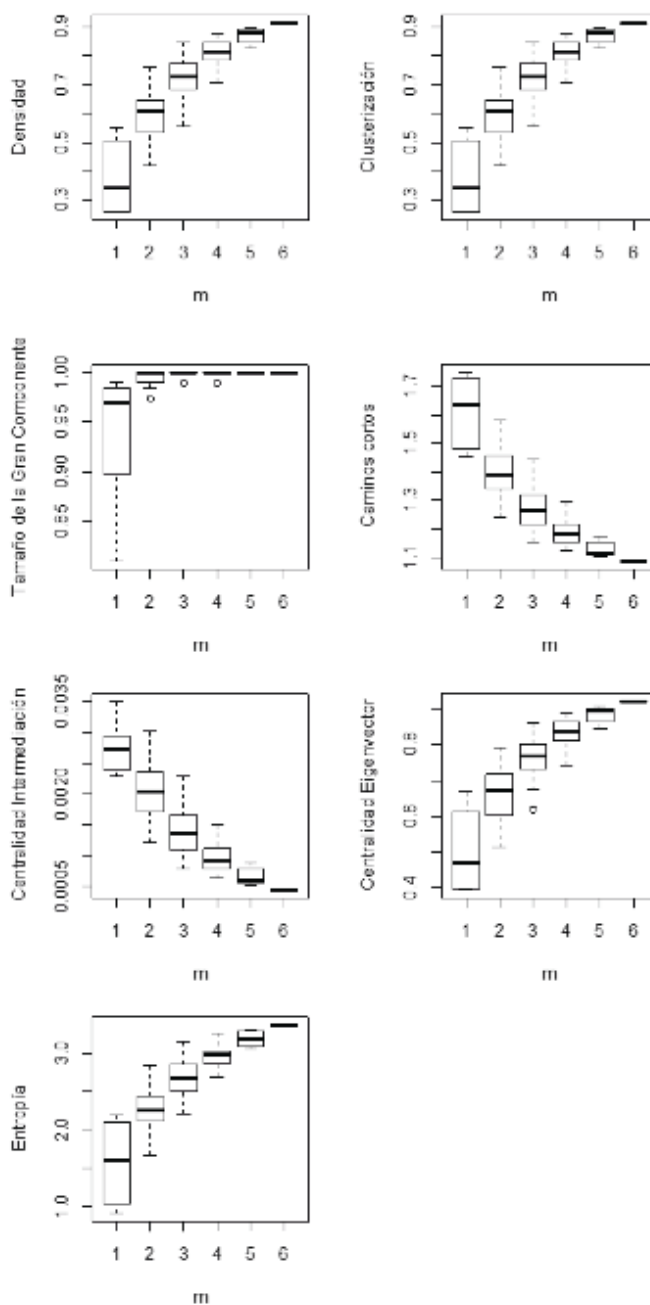 Densidad
0.3 0.5 0.7 0.9
1 2 3 4 5 6
m
Clusterización
0.3 0.5 0.7 0.9
1 2 3 4 5 6
m
Tamaño de la Gran Componente
0.85 0.90 0.95 1.00
1 2 3 4 5 6
m
Caminos cortos
1.1 1.3 1.5 1.7
1 2 3 4 5 6
m
Centralidad Intermediación
0.0005 0.0020 0.0035
1 2 3 4 5 6
m
Centralidad Eigenvector
0.4 0.6 0.8
1 2 3 4 5 6
m
Entropía
1.0 2.0 3.0
1 2 3 4 5 6
m